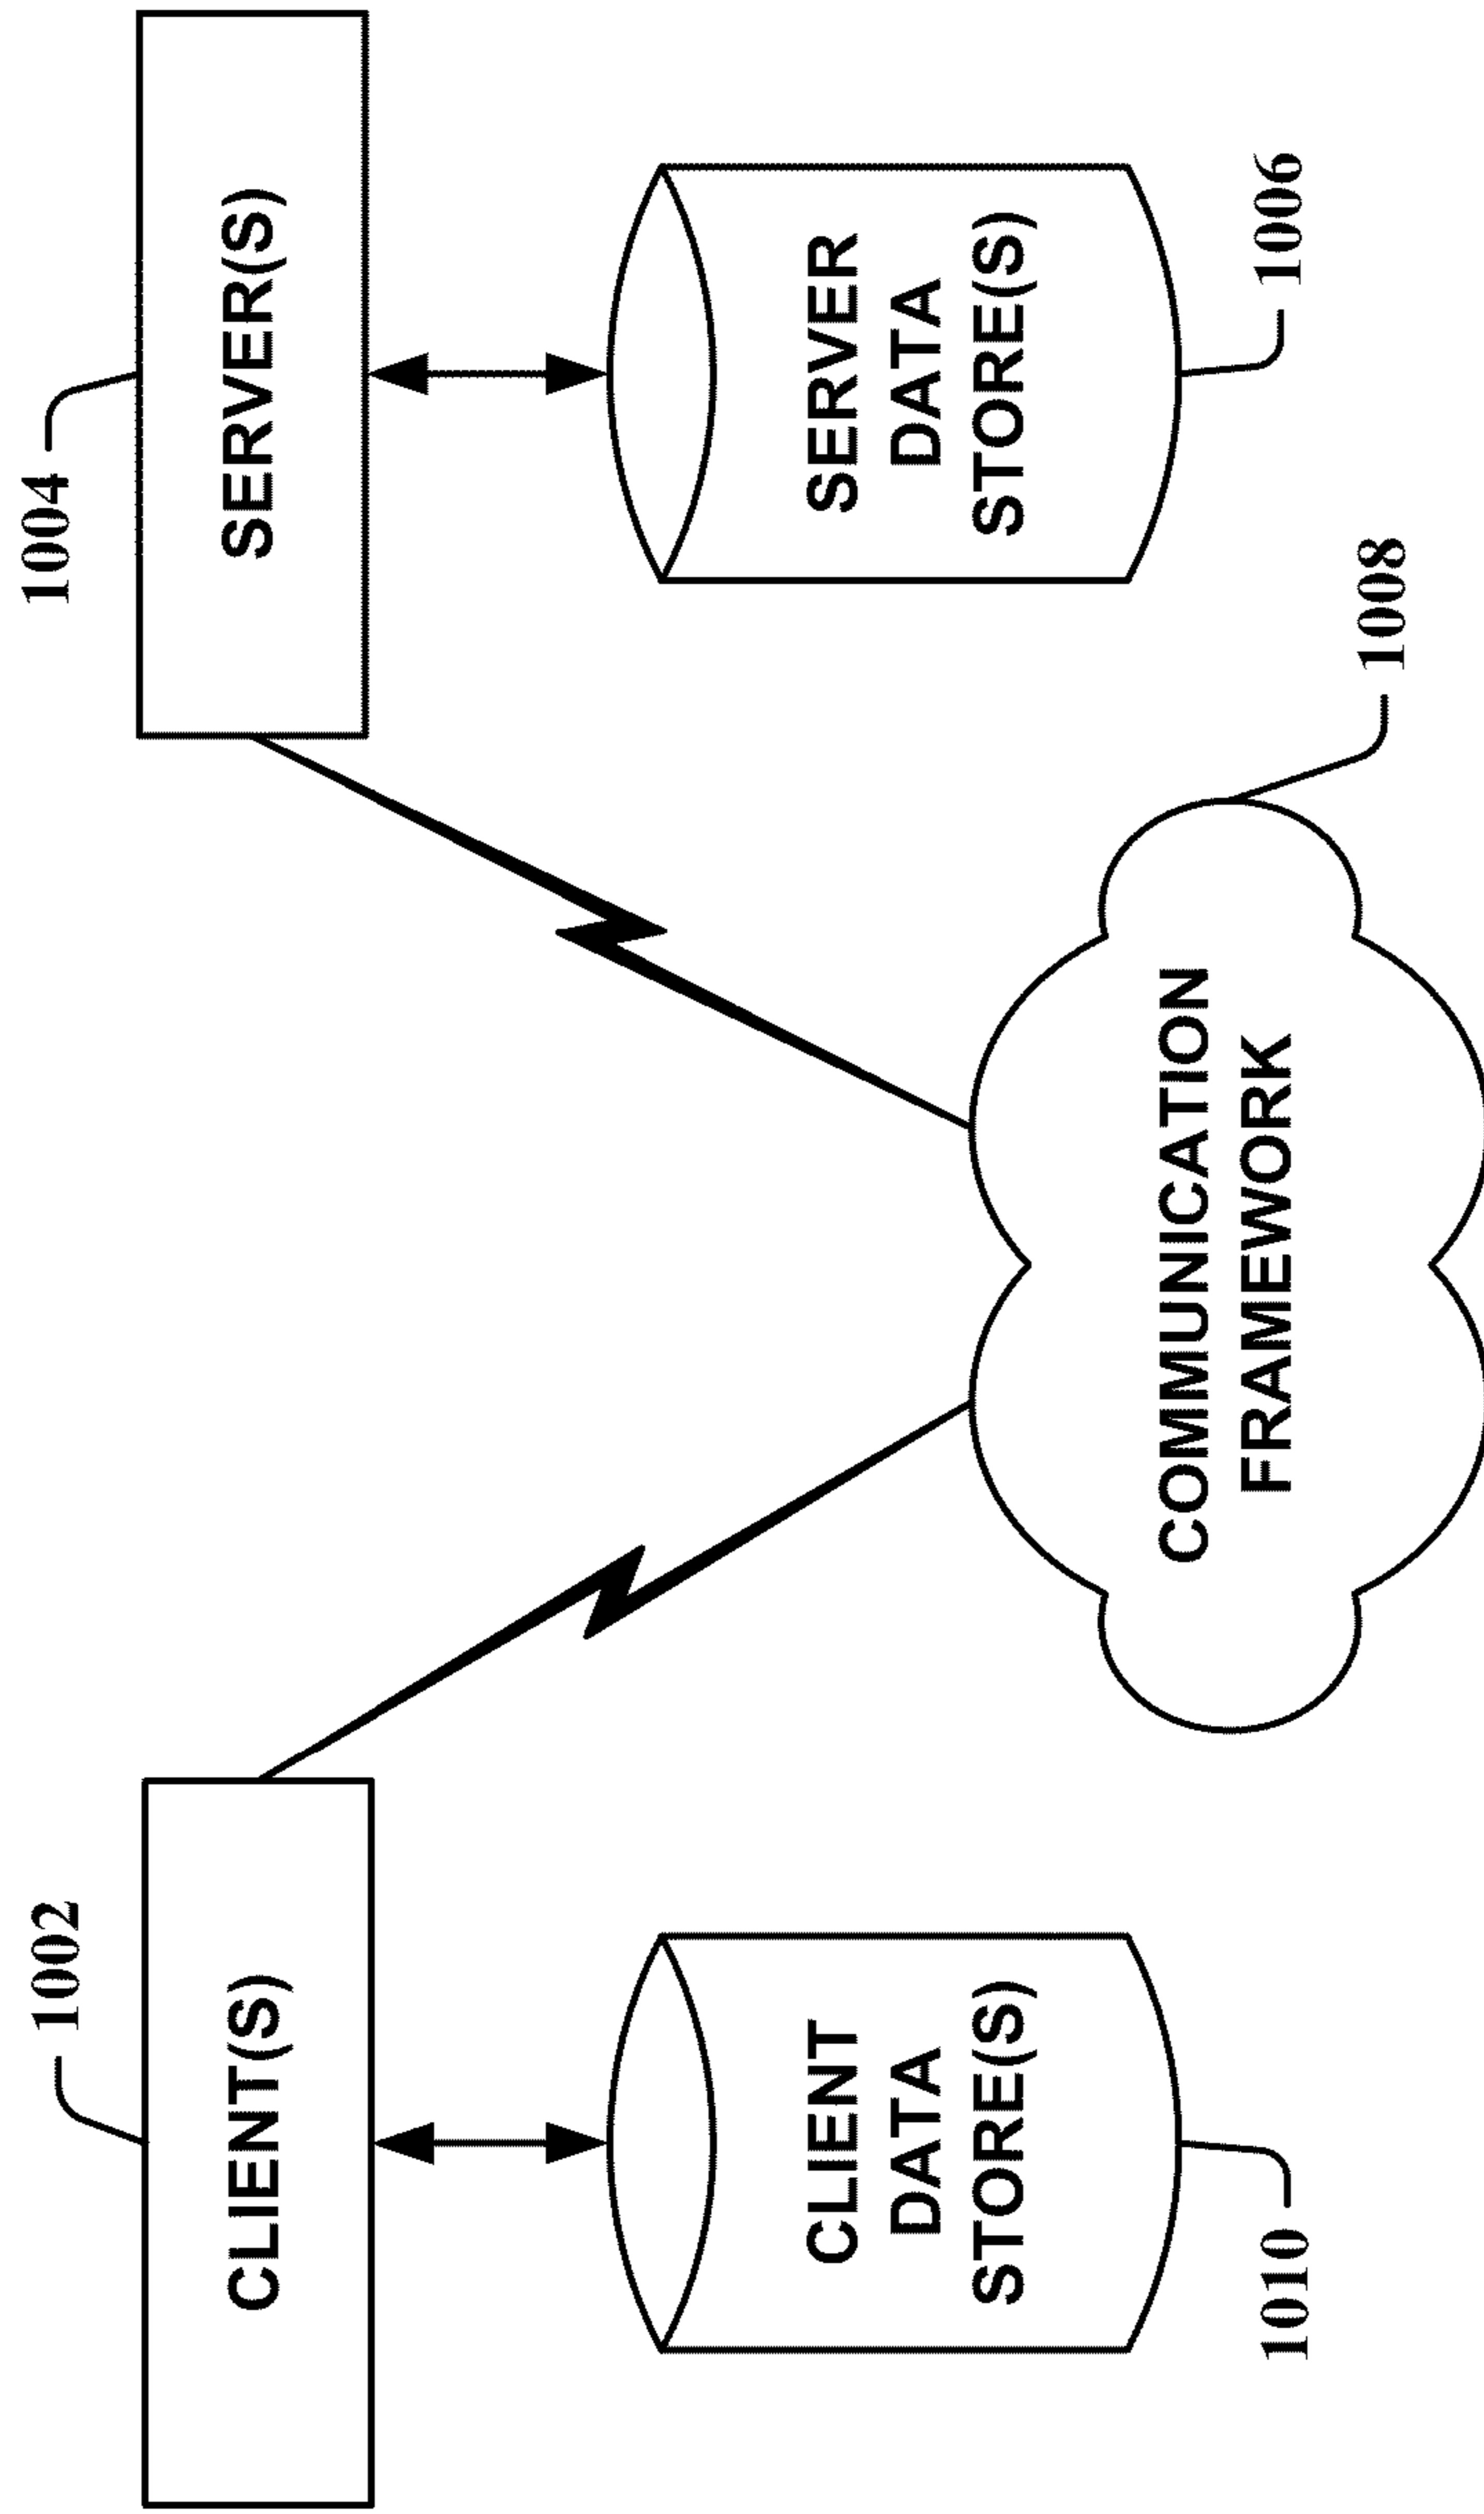 1002
1004
CLIENT(S)
SERVER(S)
CLIENT
DATA
STORE(S)
SERVER
DATA
STORE(S)
COMMUNICATION
FRAMEWORK
1010
1006
1008